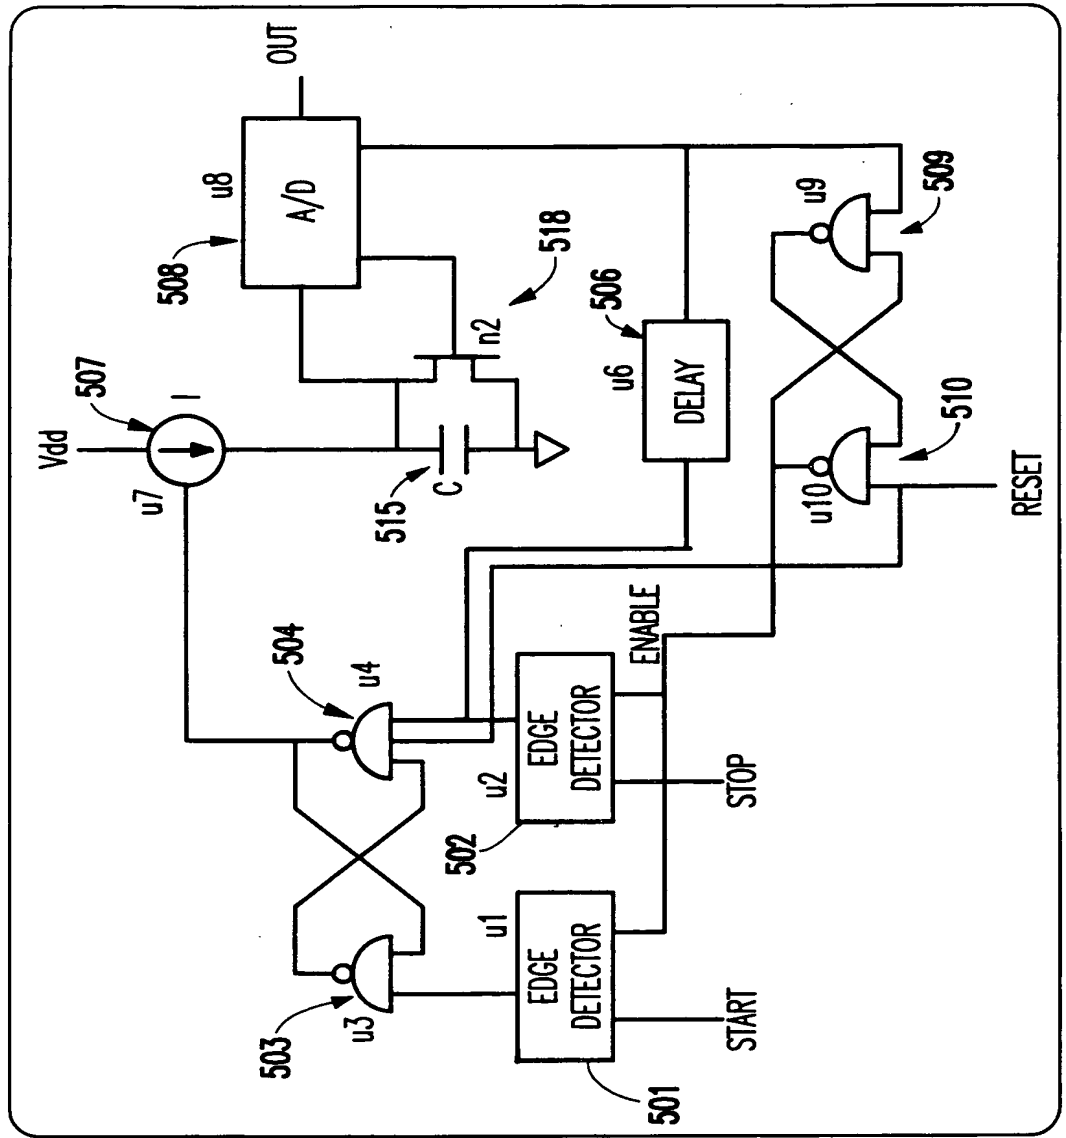 Vdd
507
u7
I
508
u8
A/D
OUT
503
u3
504
u4
515
C
n2
518
501
u1
EDGE
DETECTOR
502
u2
EDGE
DETECTOR
506
u6
DELAY
START
STOP
ENABLE
u10
510
u9
509
RESET